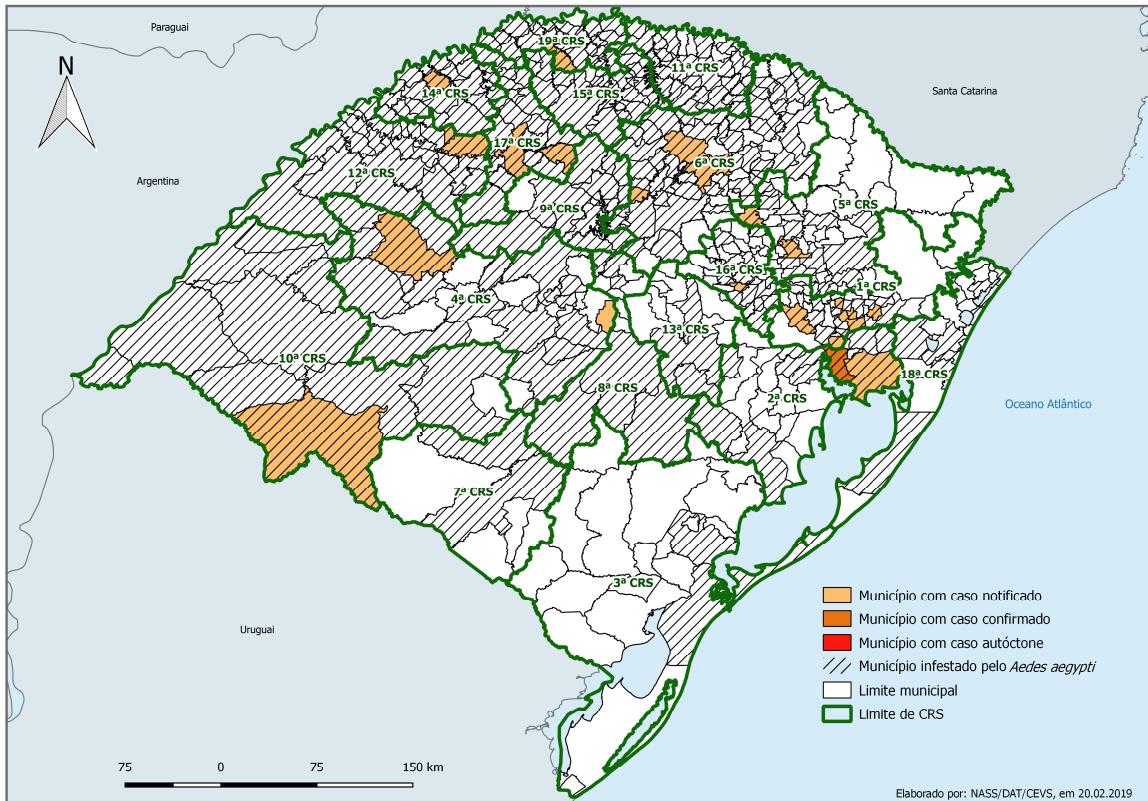 Paraguai
19ª CRS
11ª CRS
N
14ª CRS
15ª CRS
Santa Catarina
17ª CRS
6ª CRS
12ª CRS
Argentina
5ª CRS
9ª CRS
16ª CRS
1ª CRS
4ª CRS
13ª CRS
10ª CRS
8ª CRS
18ª CRS
2ª CRS
Oceano Atlântico
7ª CRS
3ª CRS
Uruguai
Município com caso notificado
Município com caso confirmado
Município com caso autóctone
Município infestado pelo Aedes aegypti
Limite municipal
Limite de CRS
75 0 75 150 km
Elaborado por: NASS/DAT/CEVS, em 20.02.2019